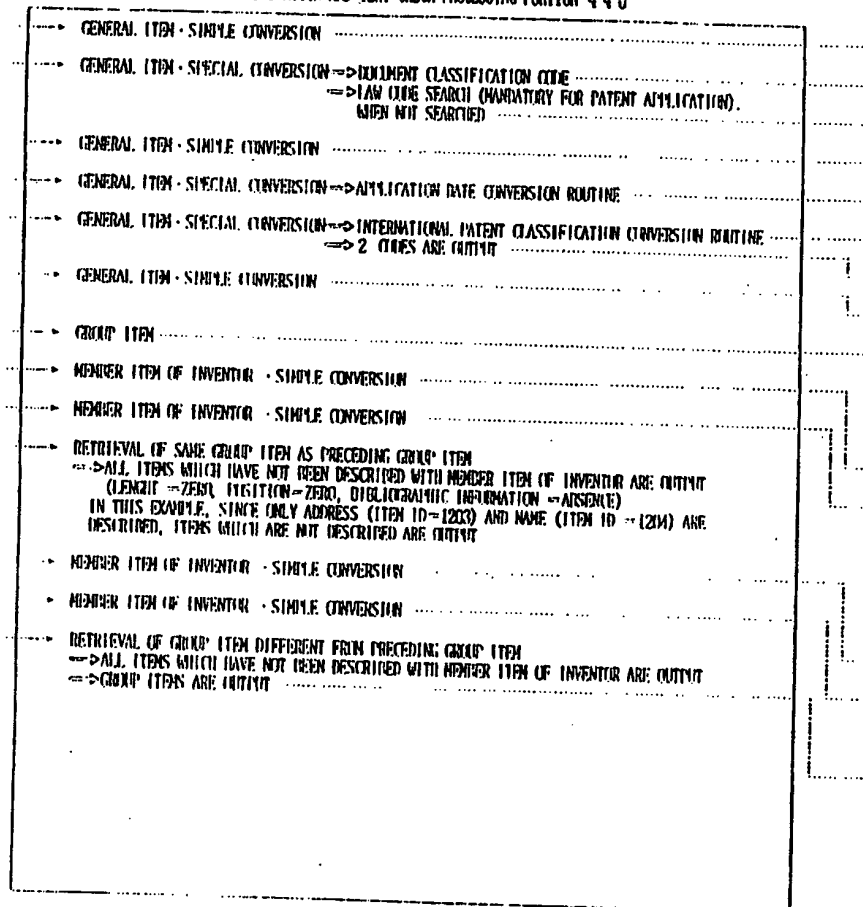 PORTION 4 4 0
GENERAL ITEM · SIMPLE CONVERSION
GENERAL ITEM · SPECIAL CONVERSION=>DOCUMENT CLASSIFICATION CODE
=>LAW CODE SEARCH (MANDATORY FOR PATENT APPLICATION).
WHEN NOT SEARCHED
GENERAL ITEM · SIMPLE CONVERSION
GENERAL ITEM · SPECIAL CONVERSION=>APPLICATION DATE CONVERSION ROUTINE
GENERAL ITEM · SPECIAL CONVERSION=>INTERNATIONAL PATENT CLASSIFICATION CONVERSION ROUTINE
=>2 CODES ARE OUTPUT
GENERAL ITEM · SIMPLE CONVERSION
GROUP ITEM
MEMBER ITEM OF INVENTOR · SIMPLE CONVERSION
MEMBER ITEM OF INVENTOR · SIMPLE CONVERSION
RETRIEVAL OF SAME GROUP ITEM AS PRECEDING GROUP ITEM
=>ALL ITEMS WHICH HAVE NOT BEEN DESCRIBED WITH MEMBER ITEM OF INVENTOR ARE OUTPUT
(LENGHT =ZERO, POSITION=ZERO, BIBLIOGRAPHIC INFORMATION =ABSENCE)
IN THIS EXAMPLE, SINCE ONLY ADDRESS (ITEM ID=1203) AND NAME (ITEM ID =1204) ARE
DESCRIBED, ITEMS WHICH ARE NOT DESCRIBED ARE OUTPUT
MEMBER ITEM OF INVENTOR · SIMPLE CONVERSION
MEMBER ITEM OF INVENTOR · SIMPLE CONVERSION
RETRIEVAL OF GROUP ITEM DIFFERENT FROM PRECEDING GROUP ITEM
=>ALL ITEMS WHICH HAVE NOT BEEN DESCRIBED WITH MEMBER ITEM OF INVENTOR ARE OUTPUT
=>GROUP ITEMS ARE OUTPUT